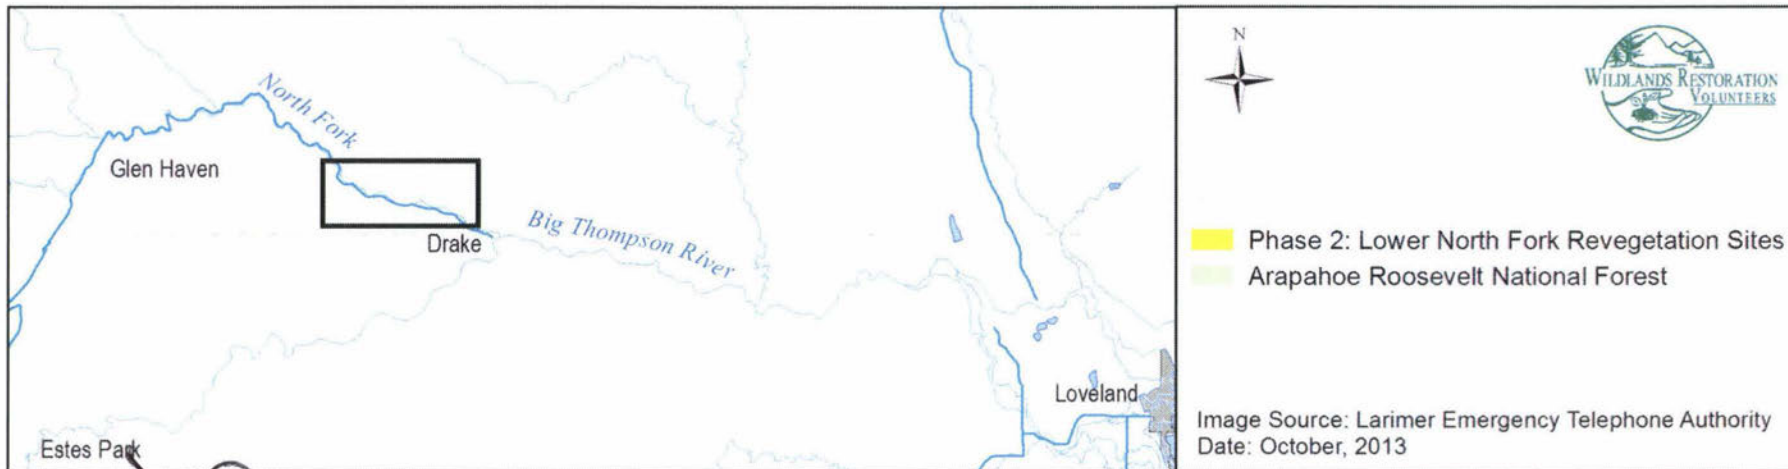 North Fork
Glen Haven
Drake
Big Thompson River
Loveland
Estes Park
N
WILDLANDS RESTORATION
VOLUNTEERS
Phase 2: Lower North Fork Revegetation Sites
Arapahoe Roosevelt National Forest
Image Source: Larimer Emergency Telephone Authority
Date: October, 2013